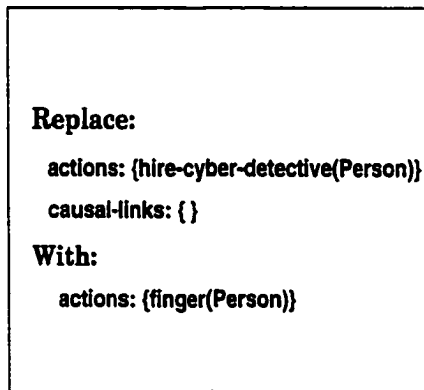 Replace:
actions: {hire-cyber-detective(Person)}
causal-links: { }
With:
actions: {finger(Person)}